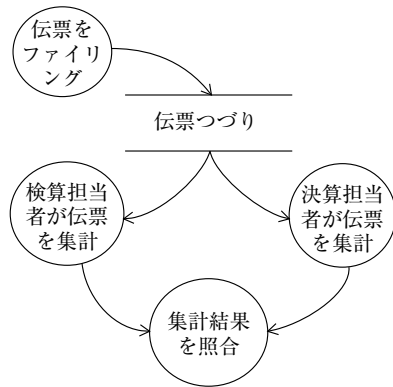 伝票を
ファイリ
ング
伝票つづり
検算担当
者が伝票
を集計
決算担当
者が伝票
を集計
集計結果
を照合